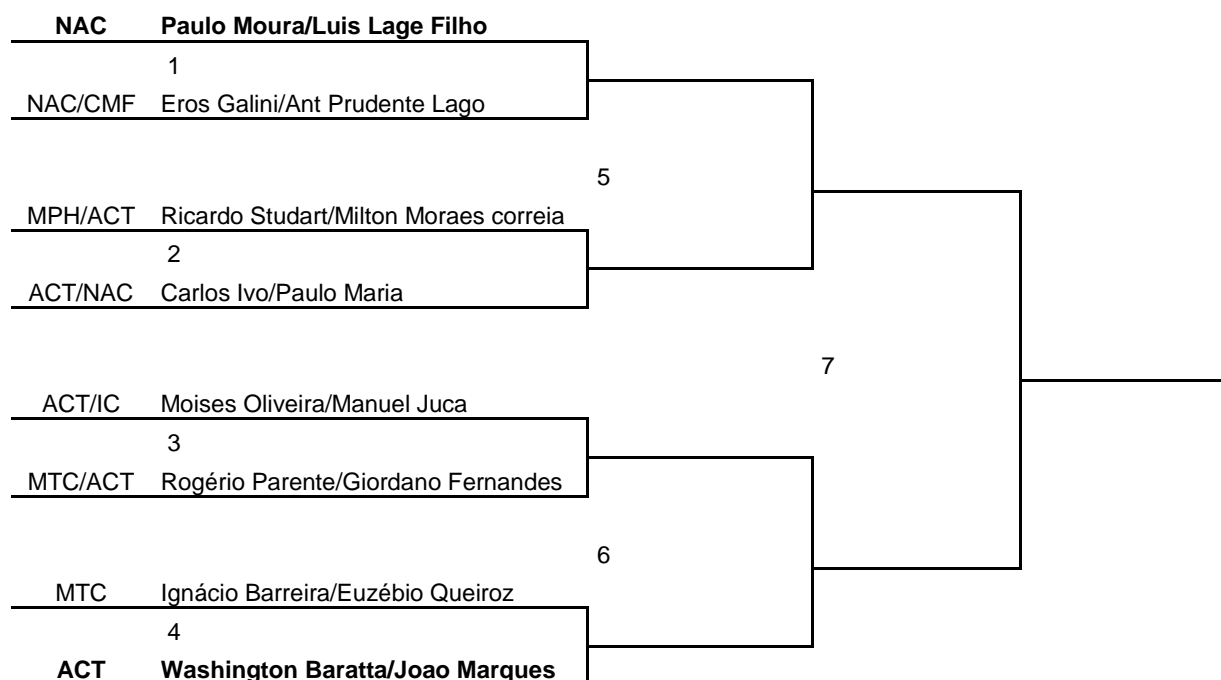 NAC Paulo Moura/Luis Lage Filho
1
NAC/CMF Eros Galini/Ant Prudente Lago
5
MPH/ACT Ricardo Studart/Milton Moraes correia
2
ACT/NAC Carlos Ivo/Paulo Maria
7
ACT/IC Moises Oliveira/Manuel Juca
3
MTC/ACT Rogério Parente/Giordano Fernandes
6
MTC Ignácio Barreira/Euzébio Queiroz
4
ACT Washington Baratta/Joao Marques